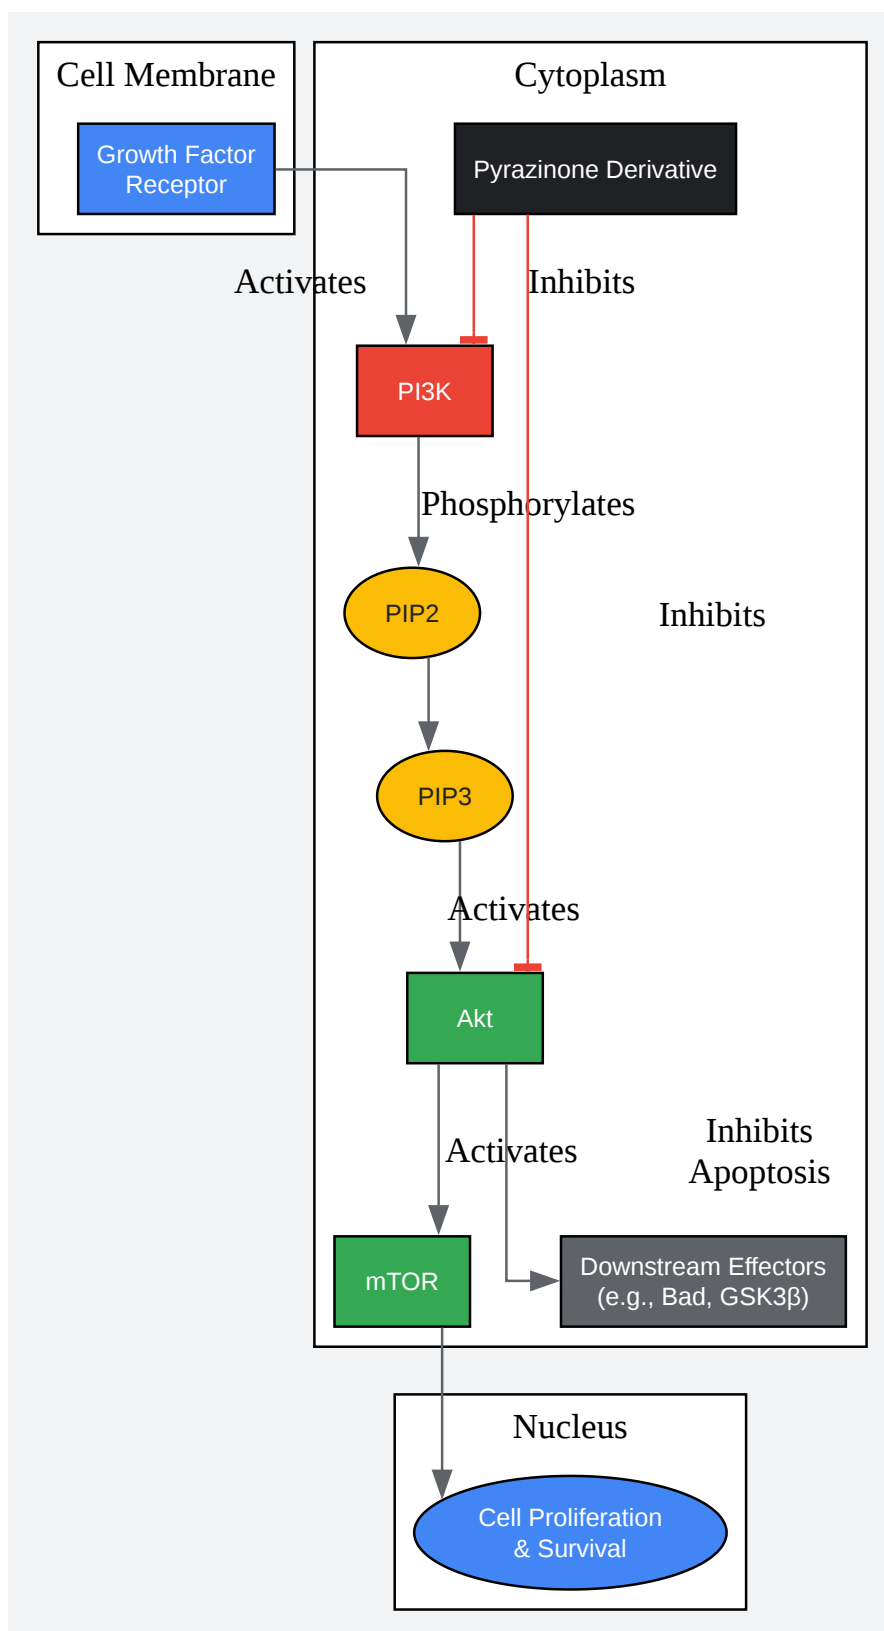 Cell Membrane
Cytoplasm
Growth Factor
Receptor
Pyrazinone Derivative
Activates
Inhibits
PI3K
Phosphorylates
PIP2
Inhibits
PIP3
Activates
Akt
Activates
Inhibits
Apoptosis
mTOR
Downstream Effectors
(e.g., Bad, GSK3β)
Nucleus
Cell Proliferation
& Survival